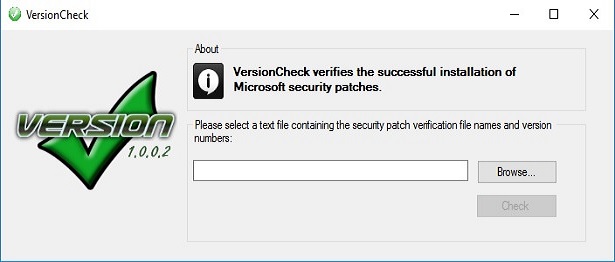 VersionCheck
About
VersionCheck verifies the successful installation of
Microsoft security patches.
VERSION
1.0.0.2
Please select a text file containing the security patch verification file names and version
numbers:
Browse...
Check